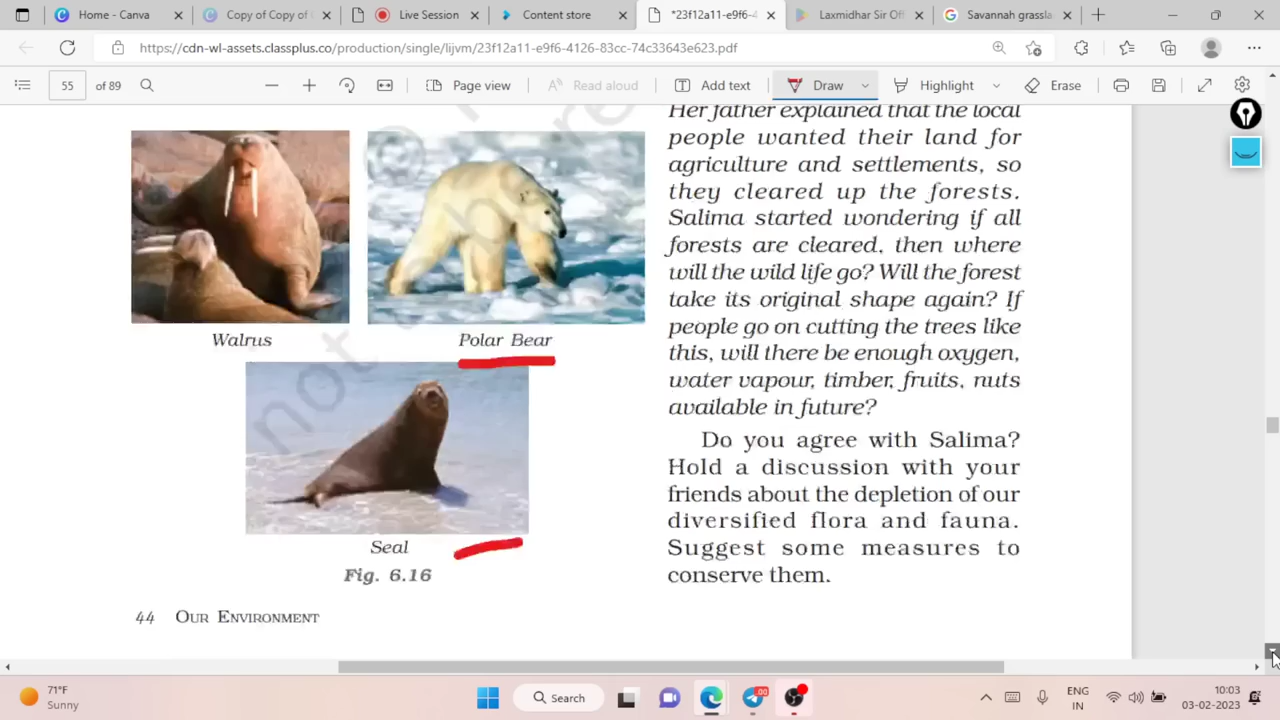 Home - Canva
Copy of Copy of
Live Session
Content store
*23f12a11-e9f6-4
Laxmidhar Sir Of
Savannah grassla
https://cdn-wl-assets.classplus.co/production/single/lijvm/23f12a11-e9f6-4126-83cc-74c33643e623.pdf
55 of 89
Page view
Read aloud
Add text
Draw
Highlight
Erase
Walrus
Polar Bear
Seal
Fig. 6.16
44 OUR ENVIRONMENT
Her father explained that the local
people wanted their land for
agriculture and settlements, so
they cleared up the forests.
Salima started wondering if all
forests are cleared, then where
will the wild life go? Will the forest
take its original shape again? If
people go on cutting the trees like
this, will there be enough oxygen,
water vapour, timber, fruits, nuts
available in future?
Do you agree with Salima?
Hold a discussion with your
friends about the depletion of our
diversified flora and fauna.
Suggest some measures to
conserve them.
71°F
Sunny
Search
.00
ENG
IN
10:03
03-02-2023